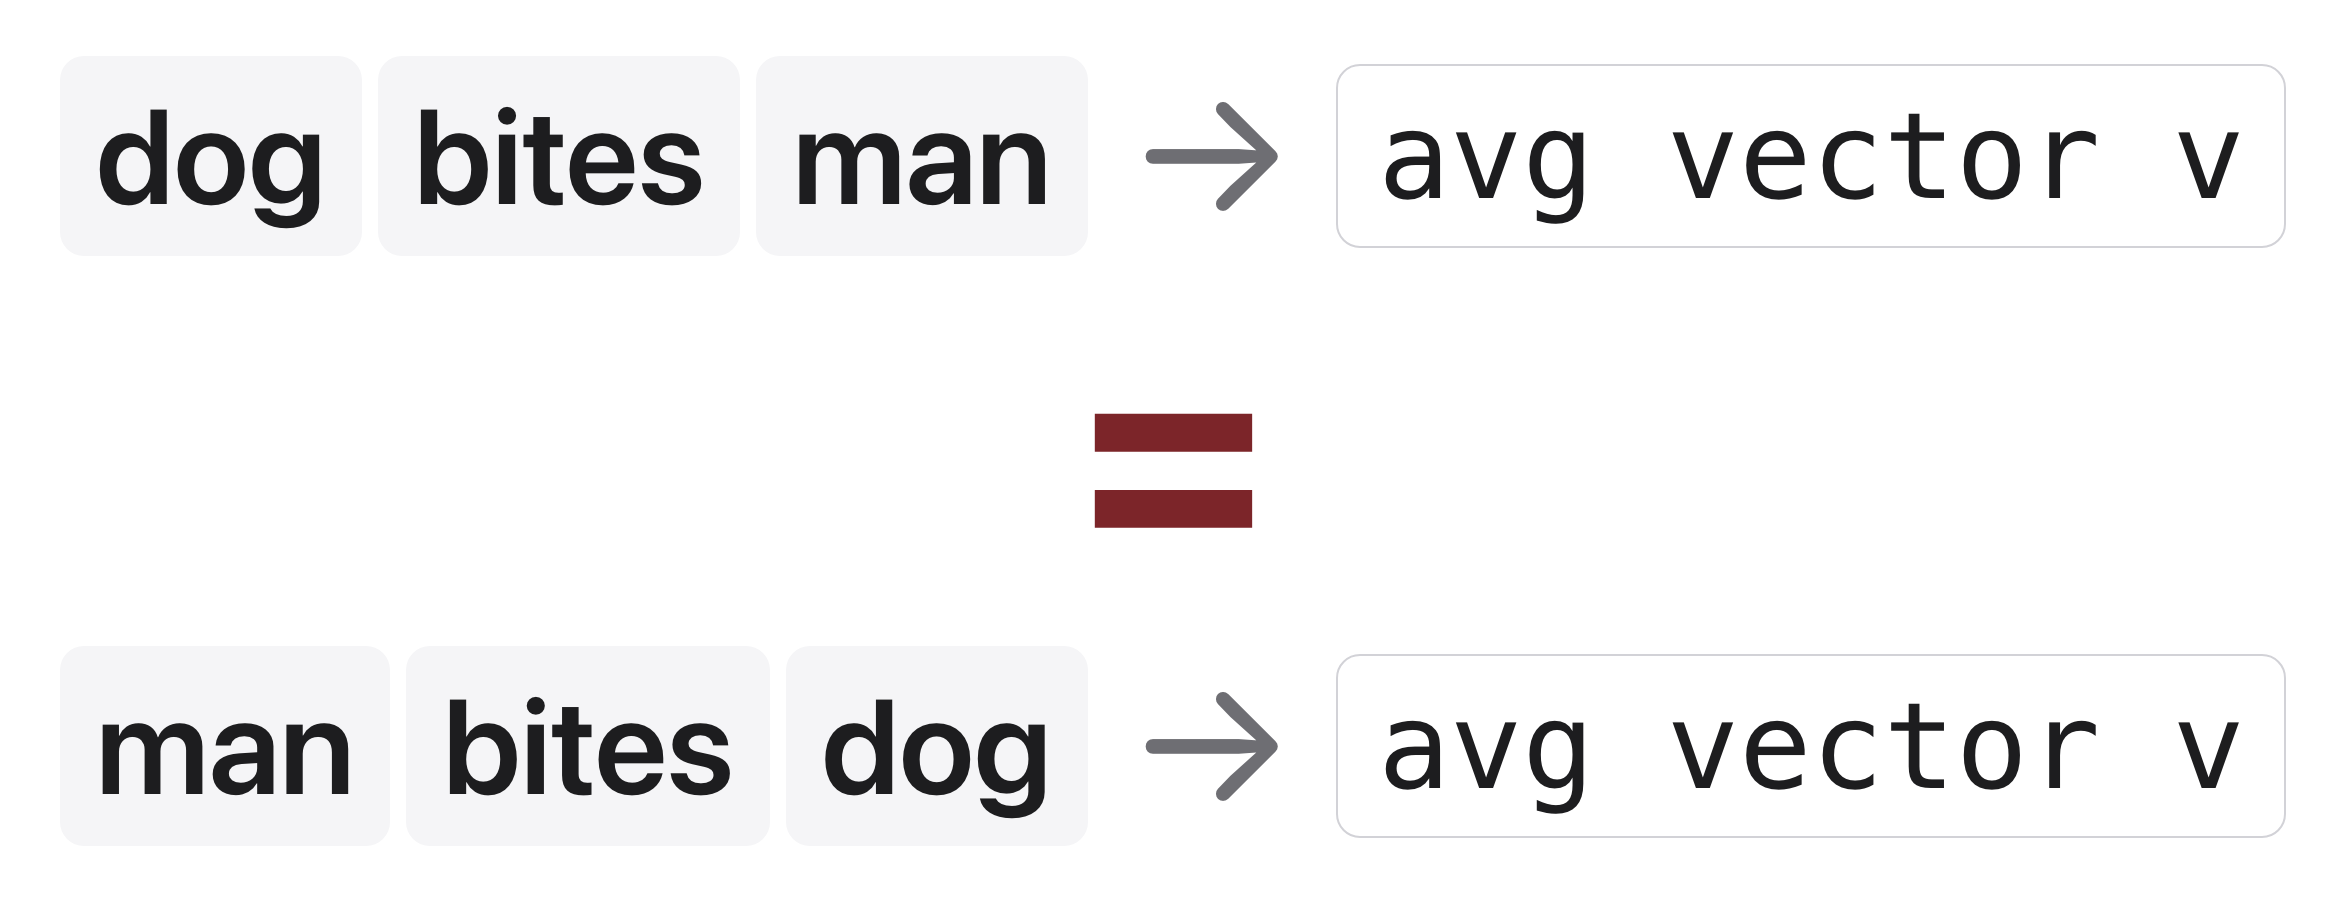 dog bites man → avg vector v
=
man bites dog → avg vector v